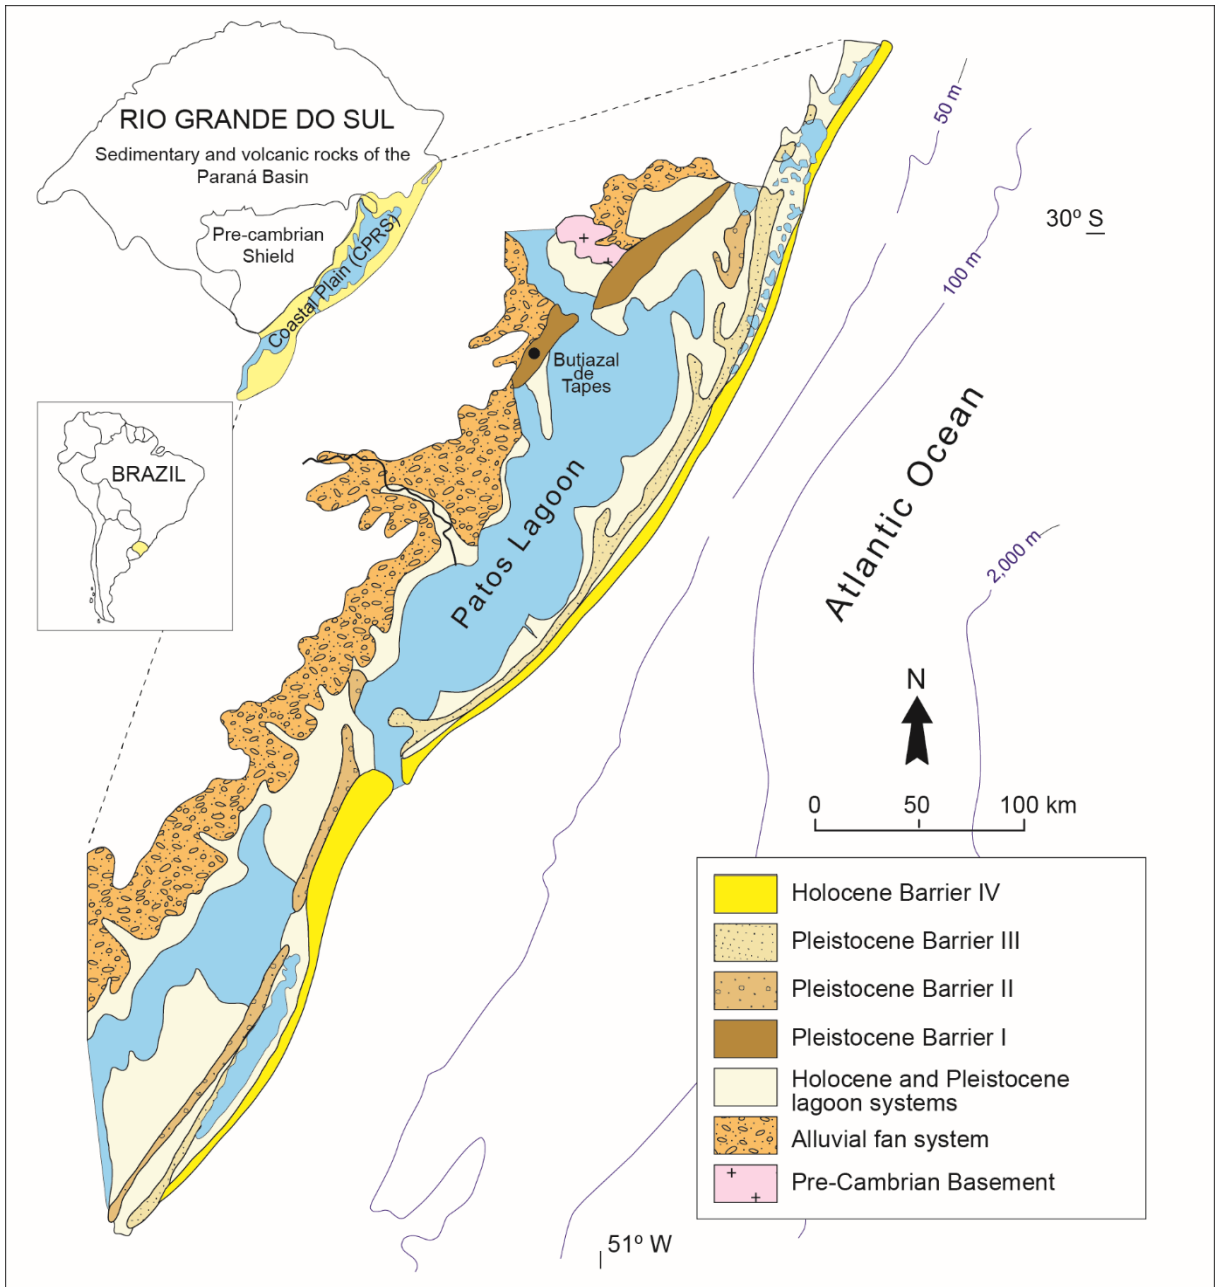 RIO GRANDE DO SUL
Sedimentary and volcanic rocks of the
Paraná Basin
Pre-cambrian
Shield
Coastal Plain (CPRS)
BRAZIL
Butiazal
de
Tapes
Patos Lagoon
Atlantic Ocean
50 m
100 m
2,000 m
30º S
N
0 50 100 km
Holocene Barrier IV
Pleistocene Barrier III
Pleistocene Barrier II
Pleistocene Barrier I
Holocene and Pleistocene
lagoon systems
Alluvial fan system
Pre-Cambrian Basement
51º W